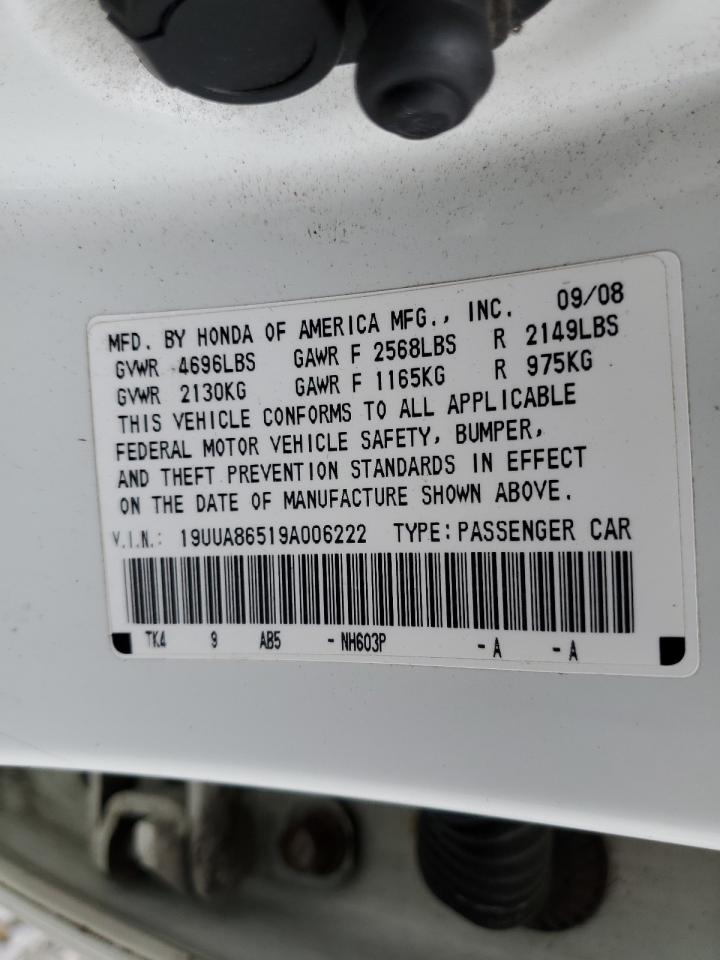 MFD. BY HONDA OF AMERICA MFG., INC. 09/08
GVWR 4696LBS GAWR F 2568LBS R 2149LBS
GVWR 2130KG GAWR F 1165KG R 975KG
THIS VEHICLE CONFORMS TO ALL APPLICABLE
FEDERAL MOTOR VEHICLE SAFETY, BUMPER,
AND THEFT PREVENTION STANDARDS IN EFFECT
ON THE DATE OF MANUFACTURE SHOWN ABOVE.
V.I.N.: 19UUA86519A006222 TYPE: PASSENGER CAR
TK4 9 AB5 - NH603P - A - A